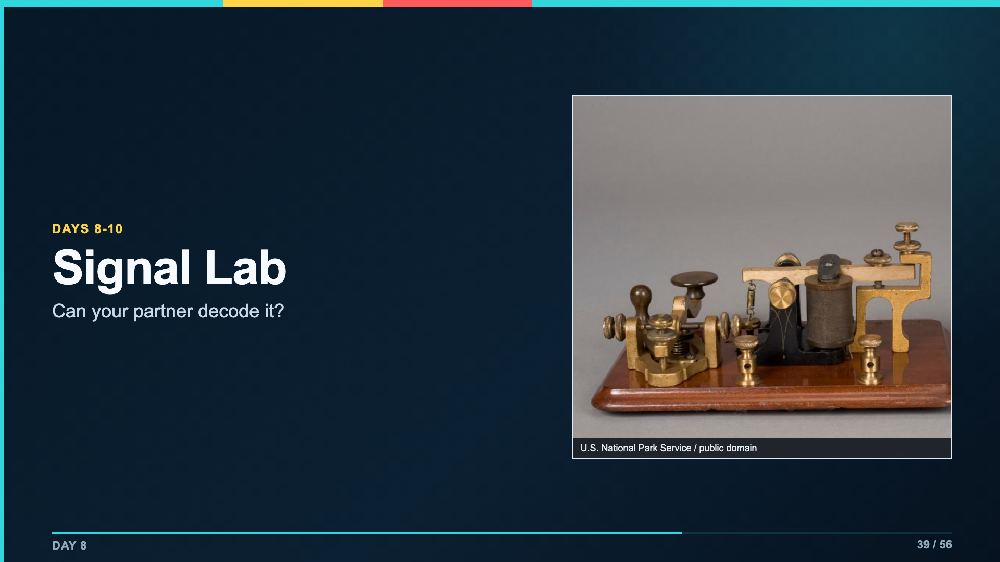 DAYS 8-10
Signal Lab
Can your partner decode it?
U.S. National Park Service / public domain
DAY 8
39 / 56